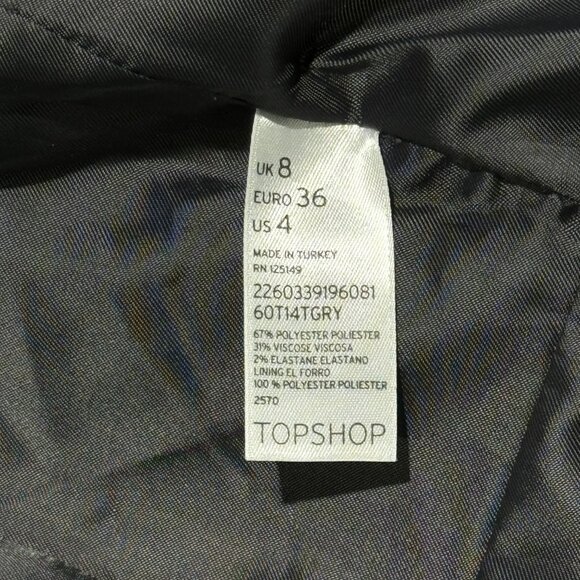 UK 8
EURO 36
US 4
MADE IN TURKEY
RN 125149
2260339196081
60T14TGRY
67% POLYESTER POLIESTER
31% VISCOSE VISCOSA
2% ELASTANE ELASTANO
LINING EL FORRO
100 % POLYESTER POLIESTER
2570
TOPSHOP